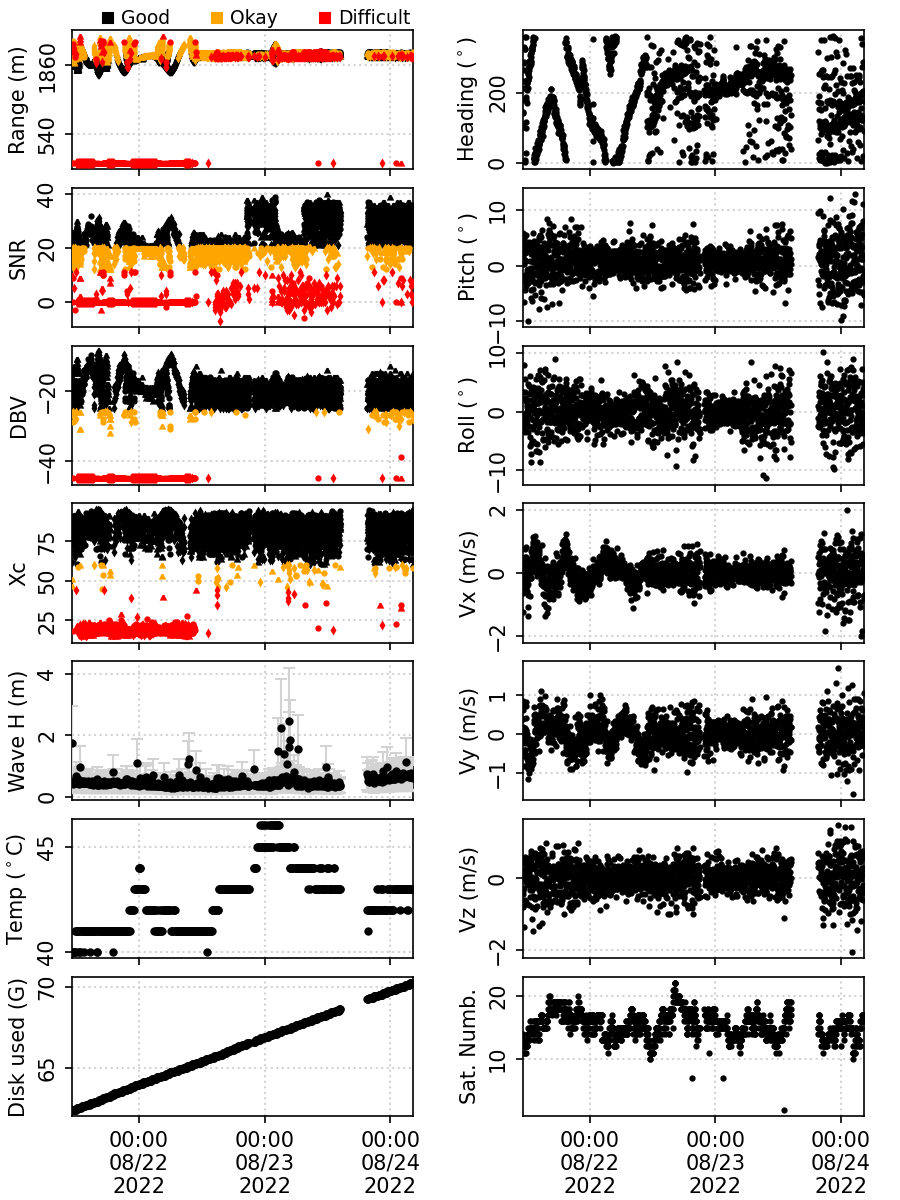 Good Okay Difficult
Range (m)
1860
540
Heading (°)
200
0
SNR
40
20
0
Pitch (°)
10
0
−10
DBV
−20
−40
Roll (°)
10
0
−10
Xc
75
50
25
Vx (m/s)
2
0
−2
Wave H (m)
4
2
0
Vy (m/s)
1
0
−1
Temp (°C)
45
40
Vz (m/s)
0
−2
Disk used (G)
70
65
Sat. Numb.
20
10
00:00 00:00 00:00
08/22 08/23 08/24
2022 2022 2022
00:00 00:00 00:00
08/22 08/23 08/24
2022 2022 2022